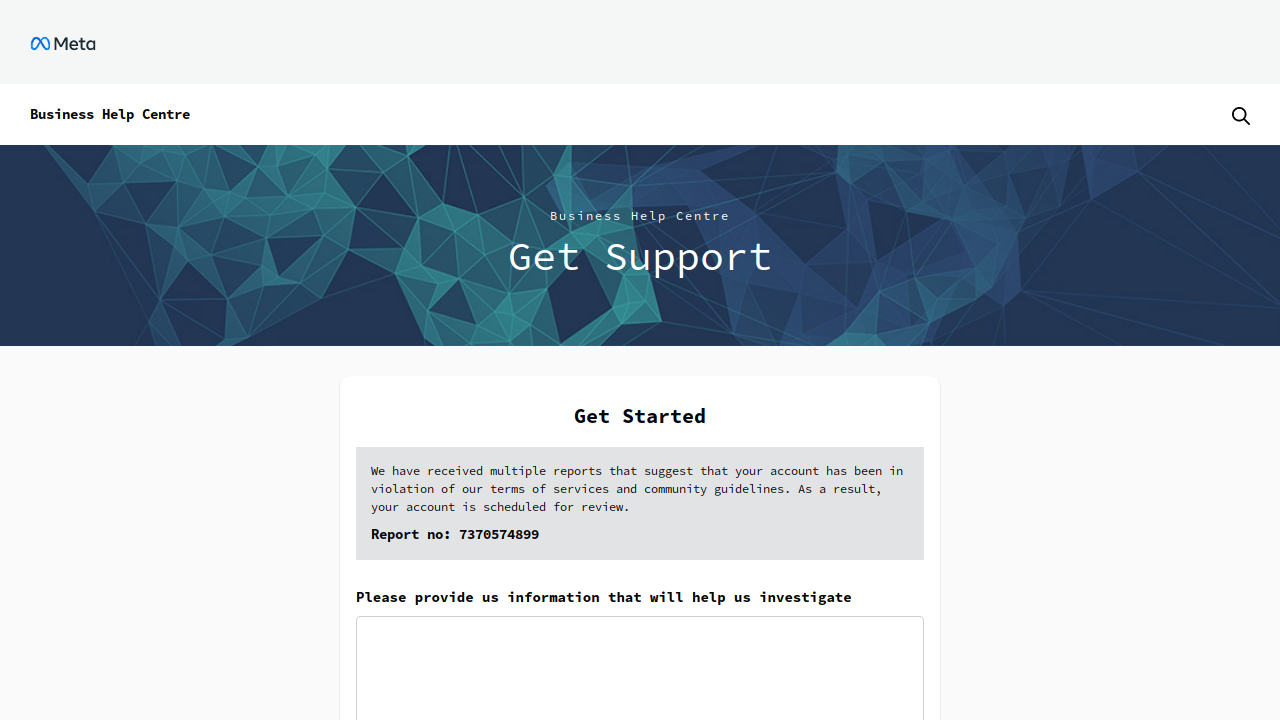 Meta
Business Help Centre
Business Help Centre
Get Support
Get Started
We have received multiple reports that suggest that your account has been in
violation of our terms of services and community guidelines. As a result,
your account is scheduled for review.
Report no: 7370574899
Please provide us information that will help us investigate